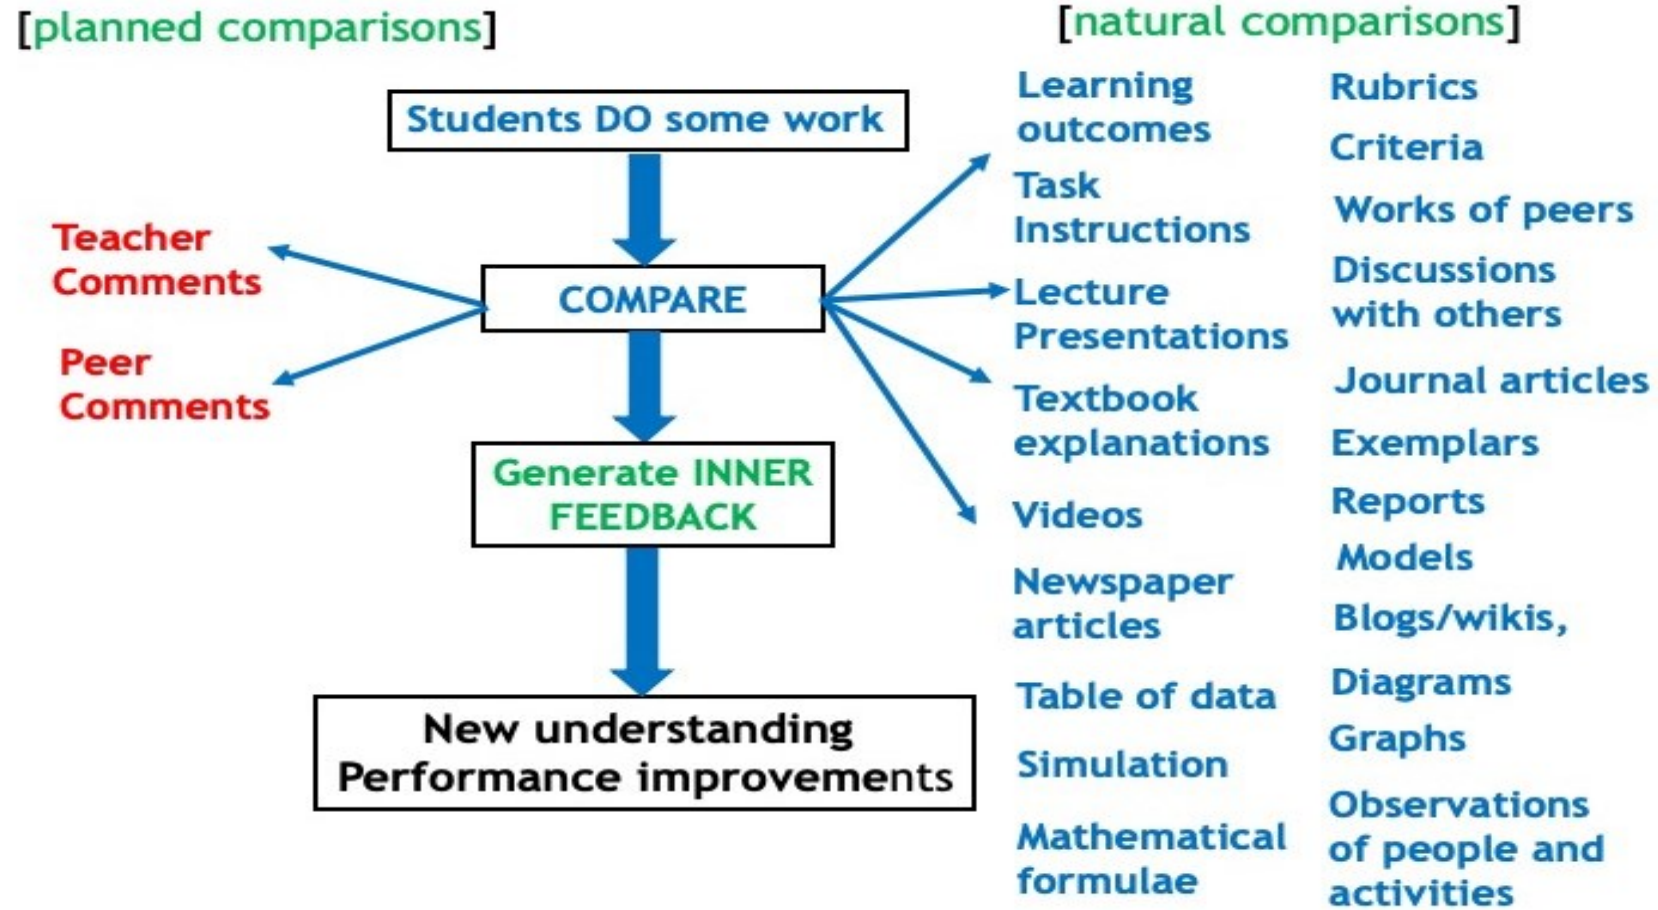 [planned comparisons]
[natural comparisons]
Students DO some work
COMPARE
Generate INNER
FEEDBACK
New understanding
Performance improvements
Teacher
Comments
Peer
Comments
Learning
outcomes
Task
Instructions
Lecture
Presentations
Textbook
explanations
Videos
Newspaper
articles
Table of data
Simulation
Mathematical
formulae
Rubrics
Criteria
Works of peers
Discussions
with others
Journal articles
Exemplars
Reports
Models
Blogs/wikis,
Diagrams
Graphs
Observations
of people and
activities